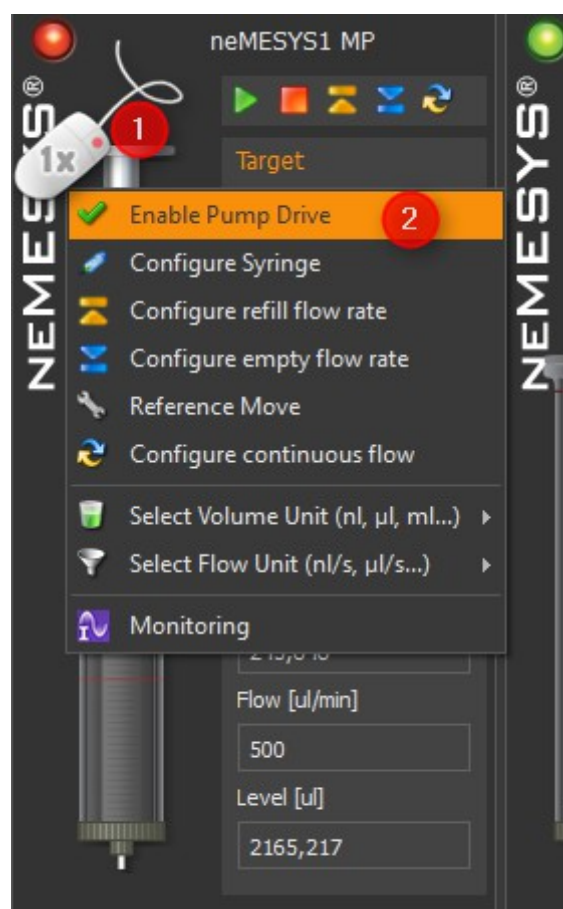 neMESYS1 MP
NEMESYS®
1
1x
Target
Enable Pump Drive
2
Configure Syringe
Configure refill flow rate
Configure empty flow rate
Reference Move
Configure continuous flow
Select Volume Unit (nl, µl, ml...)
Select Flow Unit (nl/s, µl/s...)
Monitoring
Flow [ul/min]
500
Level [ul]
2165,217
NEMESYS®